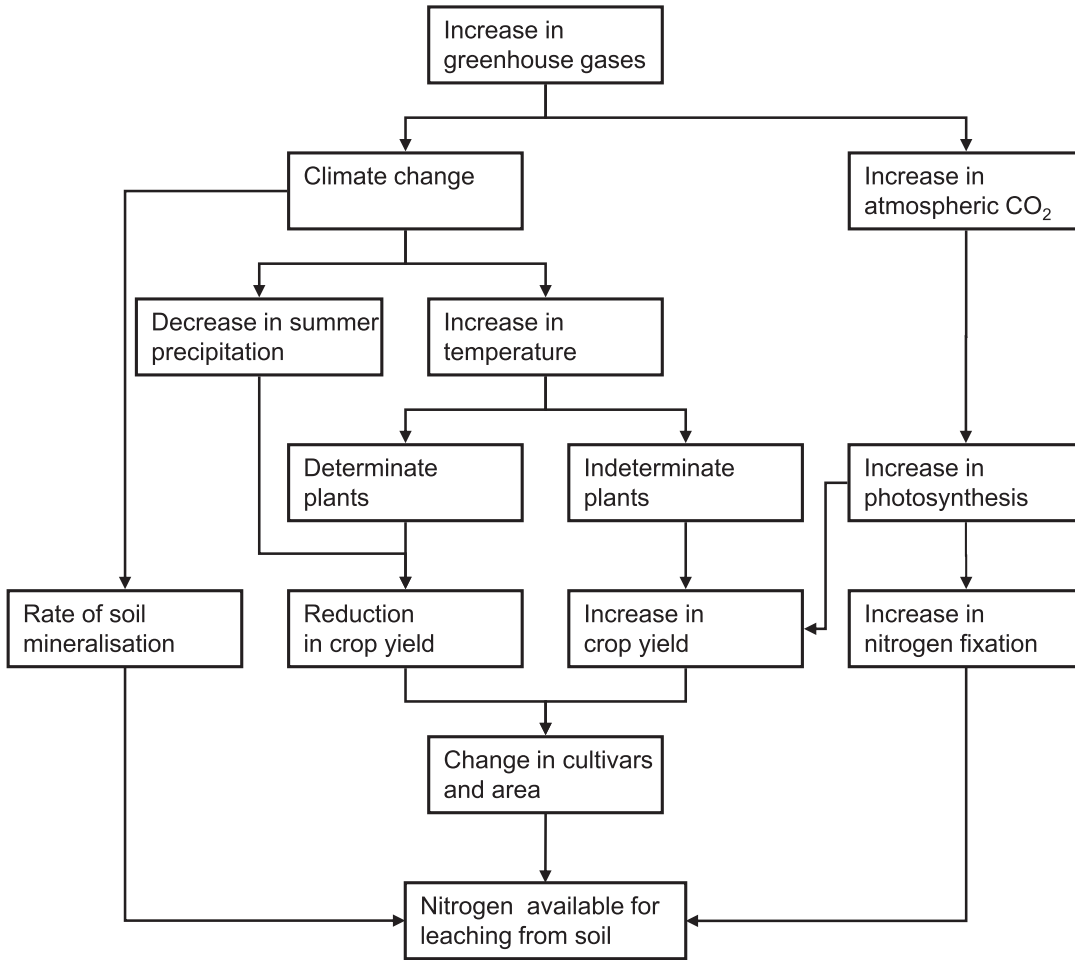 Increase in
greenhouse gases
Climate change
Increase in
atmospheric CO₂
Decrease in summer
precipitation
Increase in
temperature
Determinate
plants
Indeterminate
plants
Increase in
photosynthesis
Rate of soil
mineralisation
Reduction
in crop yield
Increase in
crop yield
Increase in
nitrogen fixation
Change in cultivars
and area
Nitrogen available for
leaching from soil